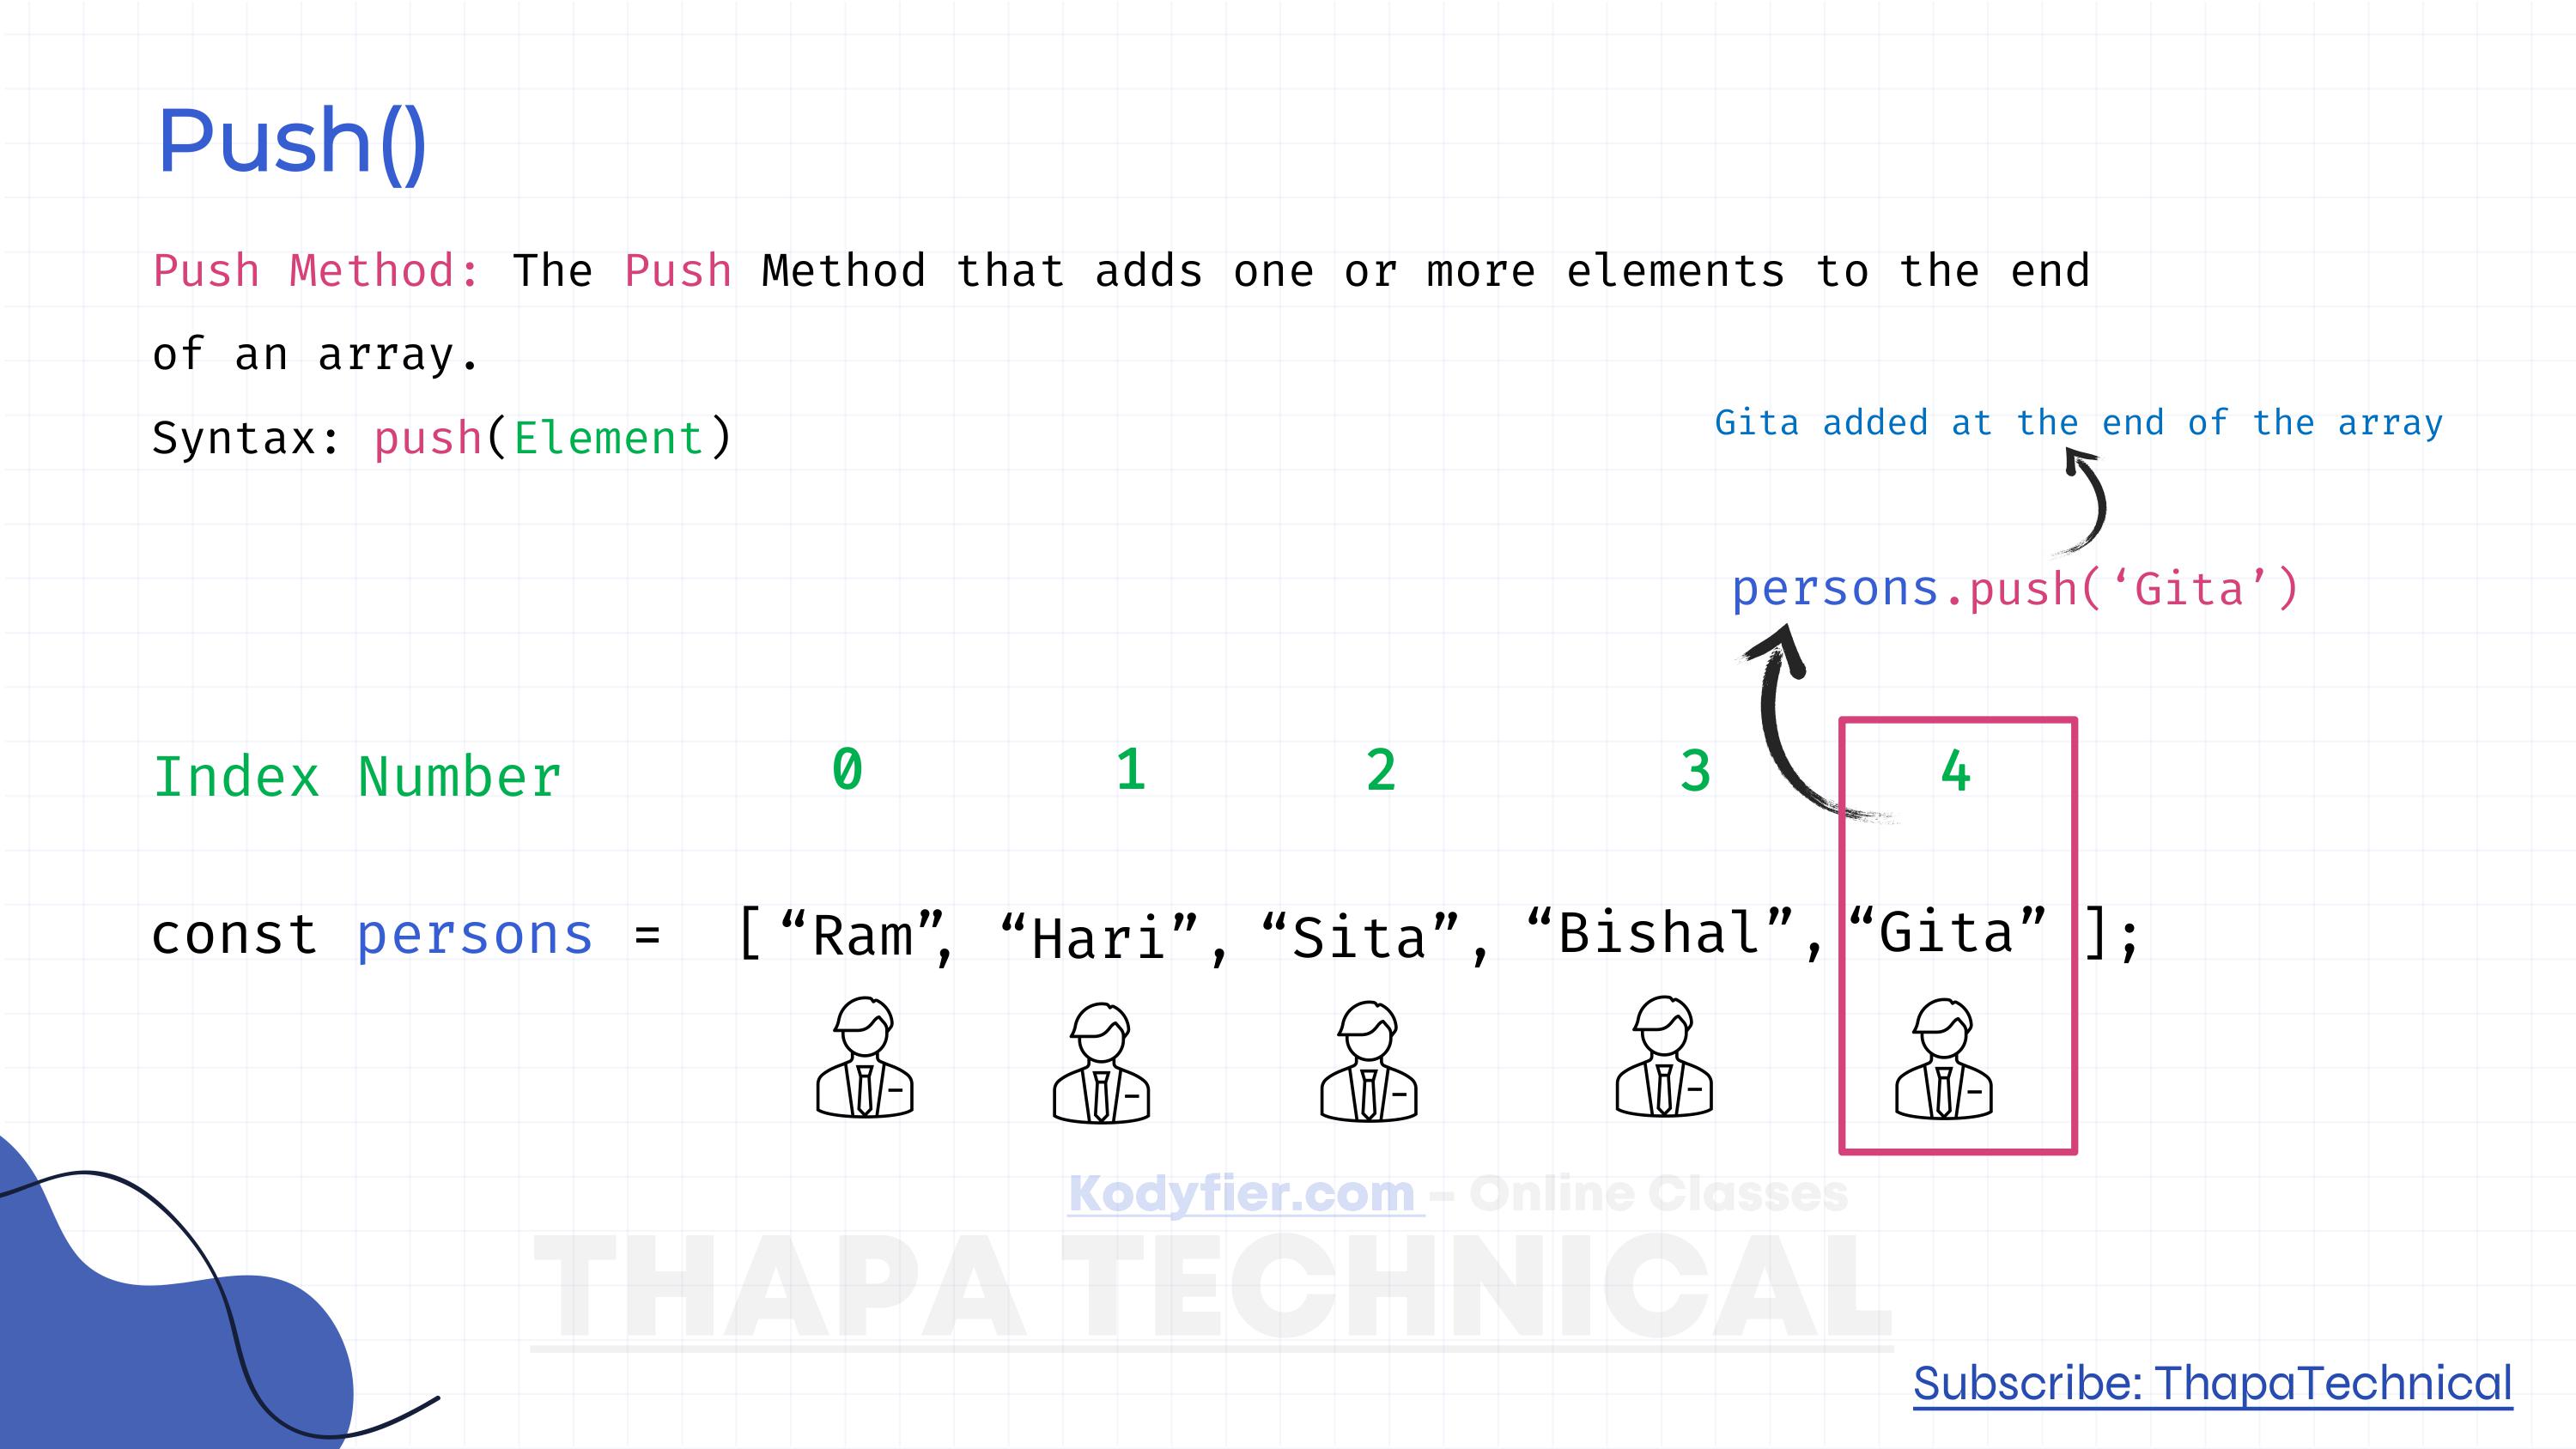 Push()
Push Method: The Push Method that adds one or more elements to the end
of an array.
Syntax: push(Element)
Gita added at the end of the array
persons.push(‘Gita’)
Index Number 0 1 2 3 4
const persons = [ “Ram”, “Hari”, “Sita”, “Bishal”, “Gita” ];
Kodyfier.com - Online Classes
THAPA TECHNICAL
Subscribe: ThapaTechnical